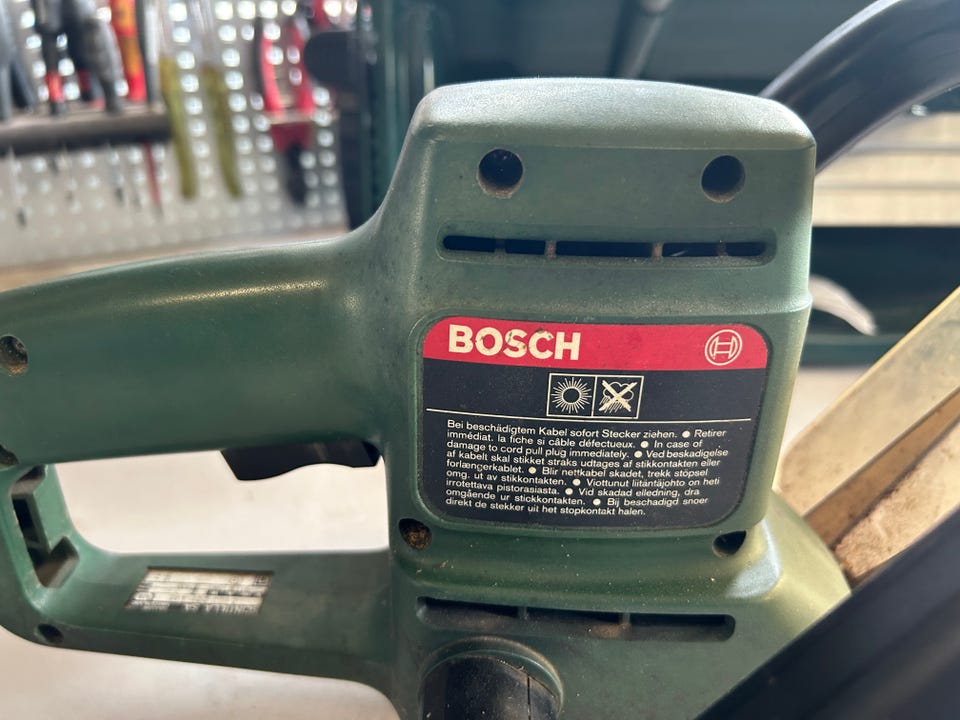 BOSCH
Bei beschädigtem Kabel sofort Stecker ziehen. ● Retirer
immédiat. la fiche si câble défectueux. ● In case of
damage to cord pull plug immediately. ● Ved beskadigelse
af kabelt skal stikket straks udtages af stikkontakten eller
forlængerkablet. ● Blir nettkabel skadet, trekk stöpsel
omg. ut av stikkontakten. ● Viottunut liitäntäjohto on heti
irrotettava pistorasiasta. ● Vid skadad elledning, dra
omgående ur stickkontakten. ● Bij beschadigd snoer
direkt de stekker uit het stopkontakt halen.